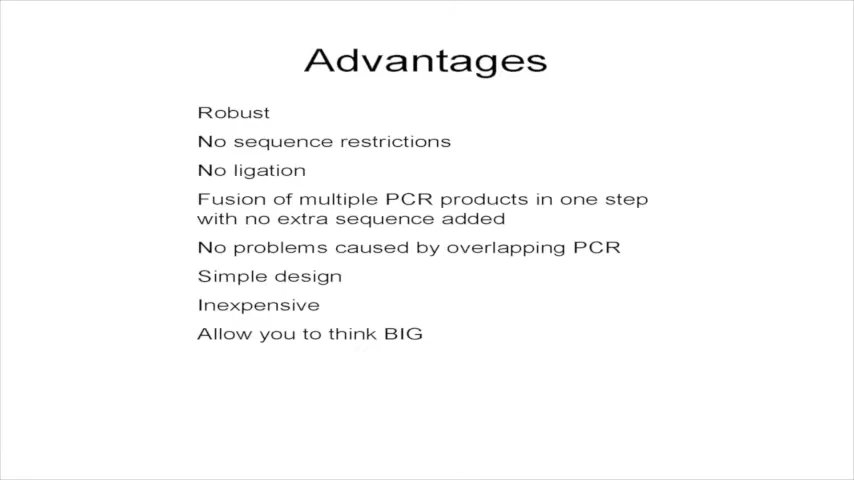 Advantages
Robust
No sequence restrictions
No ligation
Fusion of multiple PCR products in one step
with no extra sequence added
No problems caused by overlapping PCR
Simple design
Inexpensive
Allow you to think BIG